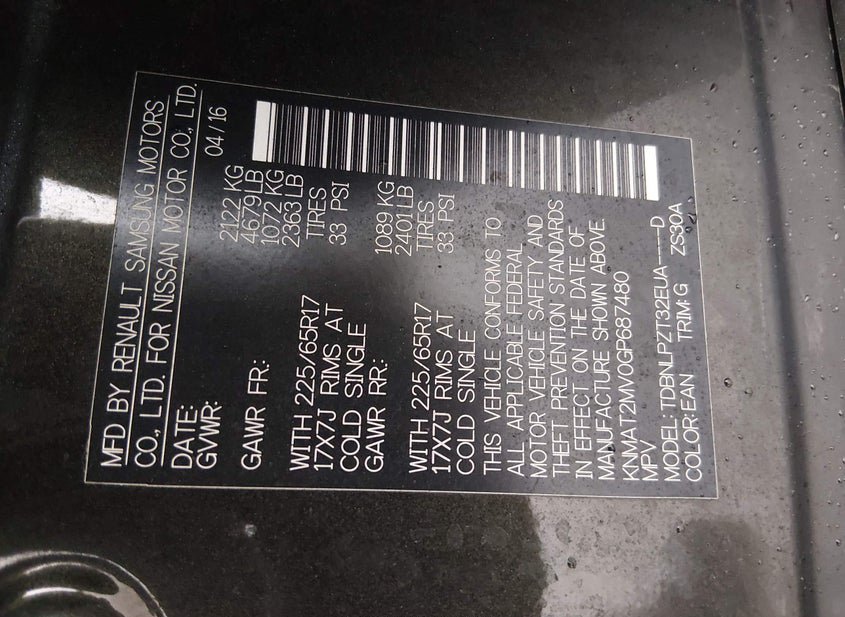 MFD BY RENAULT SAMSUNG MOTORS
CO., LTD. FOR NISSAN MOTOR CO., LTD.
DATE: 04/16
GVWR: 2122 KG
4679 LB
GAWR FR: 1072 KG
2363 LB
WITH 225/65R17 TIRES
17X7J RIMS AT 33 PSI
COLD SINGLE
GAWR RR: 1089 KG
2401 LB
WITH 225/65R17 TIRES
17X7J RIMS AT 33 PSI
COLD SINGLE
THIS VEHICLE CONFORMS TO
ALL APPLICABLE FEDERAL
MOTOR VEHICLE SAFETY AND
THEFT PREVENTION STANDARDS
IN EFFECT ON THE DATE OF
MANUFACTURE SHOWN ABOVE.
KNMAT2MV0GP687480
MPV
MODEL: TDBNLPZT32EUA----D
COLOR: EAN TRIM: G ZS30A